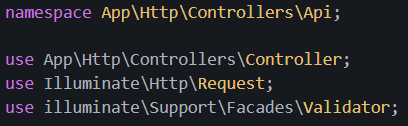 namespace App\Http\Controllers\Api;
use App\Http\Controllers\Controller;
use Illuminate\Http\Request;
use illuminate\Support\Facades\Validator;